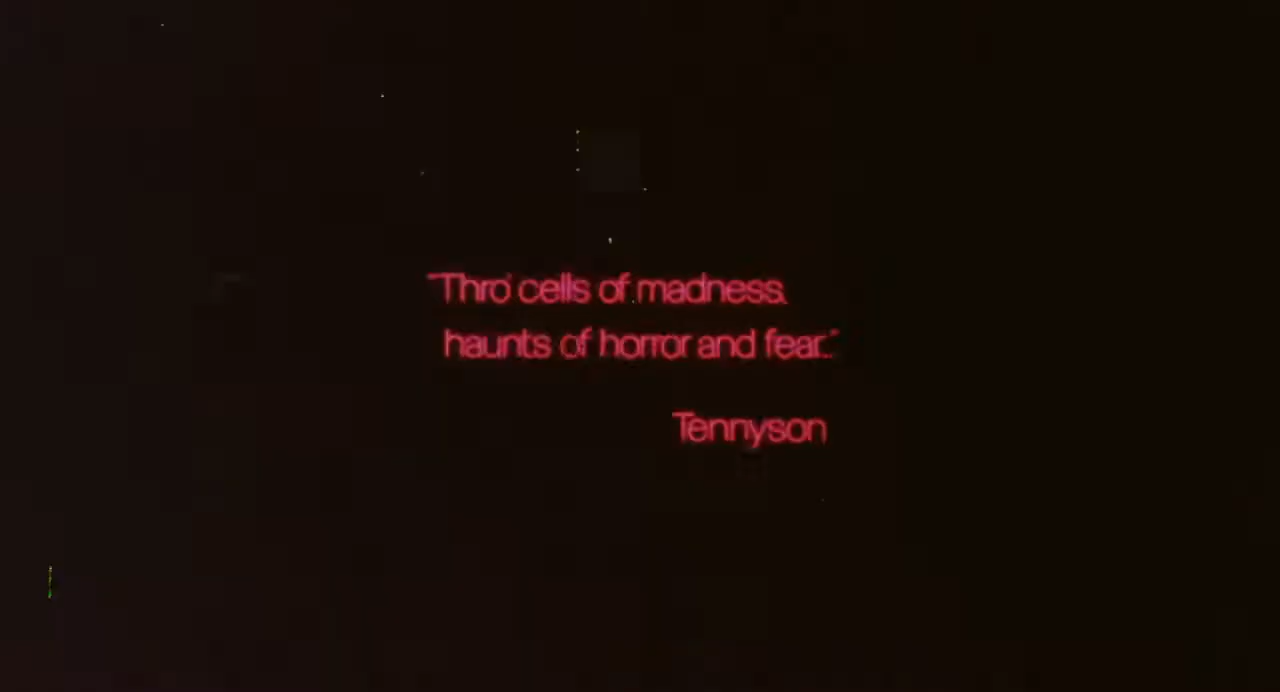 "Thro' cells of madness,
haunts of horror and fear."
Tennyson